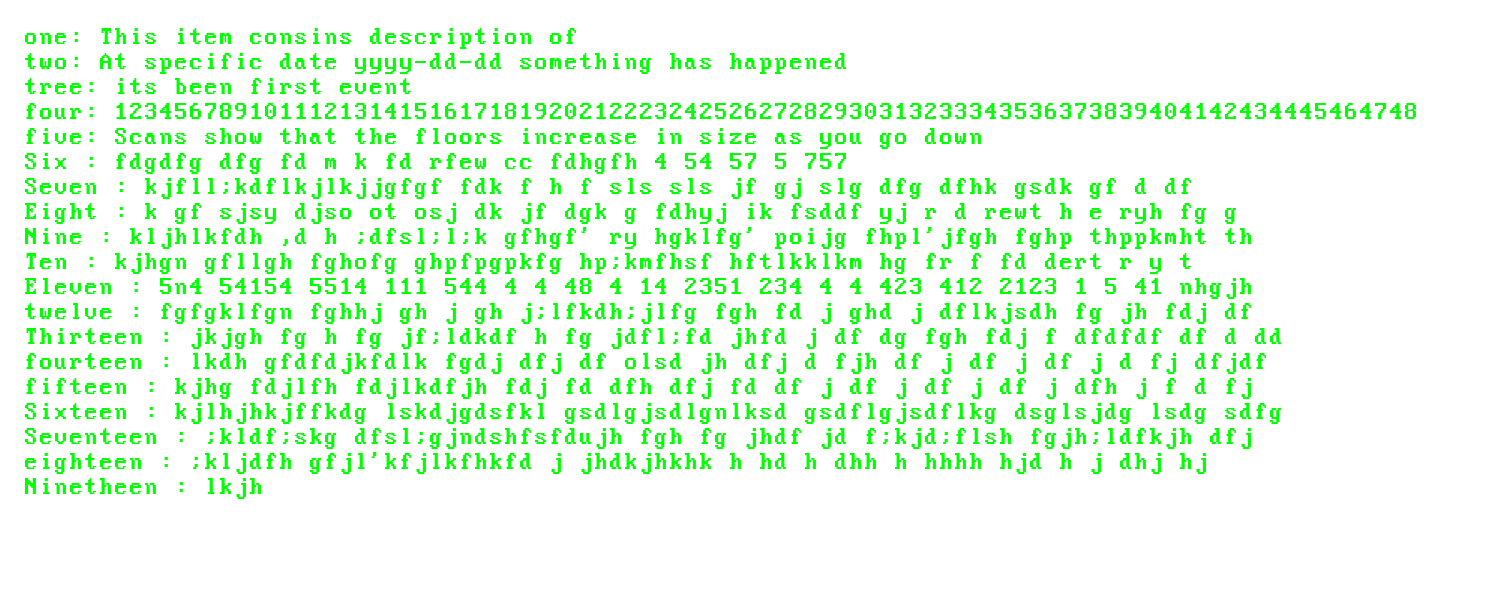 one: This item consins description of
two: At specific date yyyy-dd-dd something has happened
tree: its been first event
four: 123456789101112131415161718192021222324252627282930313233343536373839404142434445464748
five: Scans show that the floors increase in size as you go down
Six : fdgdfg dfg fd m k fd rfew cc fdhgfh 4 54 57 5 757
Seven : kjfll;kdflkjlkjjgfgf fdk f h f sls sls jf gj slg dfg dfhk gsdk gf d df
Eight : k gf sjsy djso ot osj dk jf dgk g fdhyj ik fsddf yj r d rewt h e ryh fg g
Nine : kljhlkfdh ,d h ;dfsl;l;k gfhgf' ry hgklfg' poijg fhpl'jfgh fghp thppkmht th
Ten : kjhgn gfllgh fghofg ghpfpgpkfg hp;kmfhsf hftlkklkm hg fr f fd dert r y t
Eleven : 5n4 54154 5514 111 544 4 4 48 4 14 2351 234 4 4 423 412 2123 1 5 41 nhgjh
twelve : fgfgklfgn fghhj gh j gh j;lfkdh;jlfg fgh fd j ghd j dflkjsdh fg jh fdj df
Thirteen : jkjgh fg h fg jf;ldkdf h fg jdfl;fd jhfd j df dg fgh fdj f dfdfdf df d dd
fourteen : lkdh gfdfdjkfdlk fgdj dfj df olsd jh dfj d fjh df j df j df j d fj dfjdf
fifteen : kjhg fdjlfh fdjlkdfjh fdj fd dfh dfj fd df j df j df j df j dfh j f d fj
Sixteen : kjlhjhkjffkdg lskdjgdsfkl gsdlgjsdlgnlksd gsdflgjsdflkg dsglsjdg lsdg sdfg
Seventeen : ;kldf;skg dfsl;gjndshfsfdujh fgh fg jhdf jd f;kjd;flsh fgjh;ldfkjh dfj
eighteen : ;kljdfh gfjl'kfjlkfhkfd j jhdkjhkhk h hd h dhh h hhhh hjd h j dhj hj
Ninetheen : lkjh